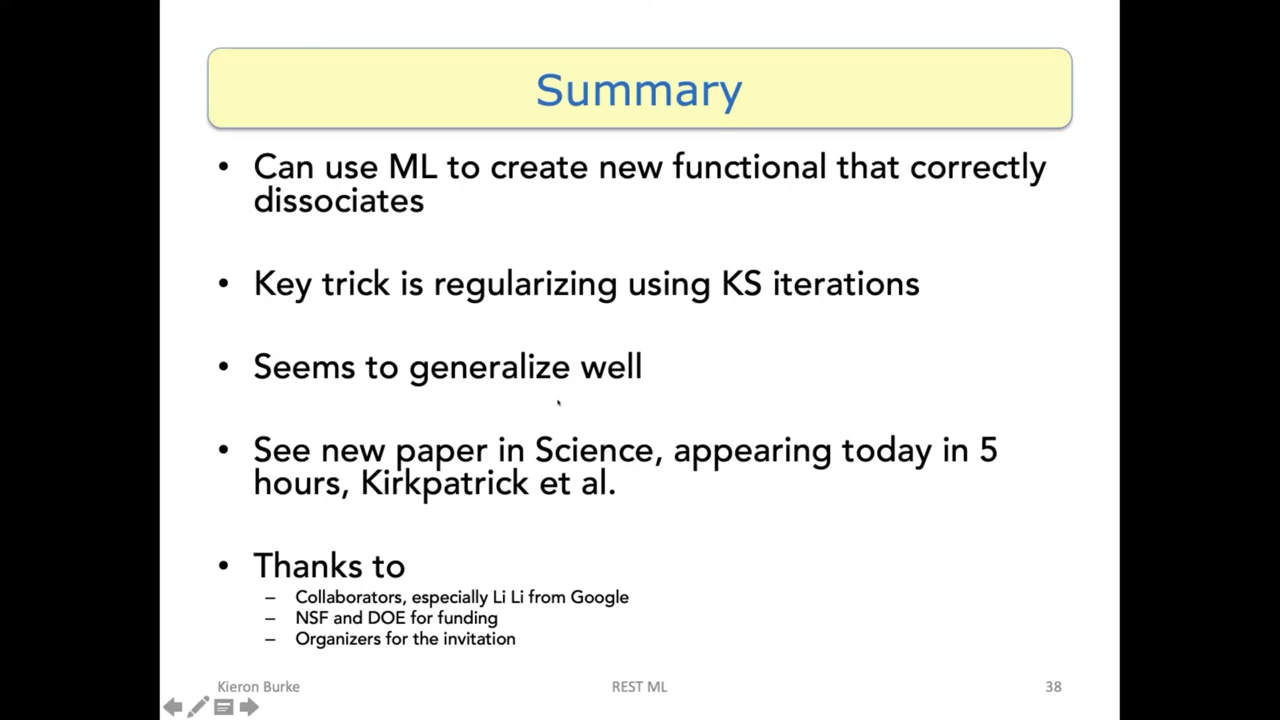 Summary
• Can use ML to create new functional that correctly
dissociates
• Key trick is regularizing using KS iterations
• Seems to generalize well
• See new paper in Science, appearing today in 5
hours, Kirkpatrick et al.
• Thanks to
– Collaborators, especially Li Li from Google
– NSF and DOE for funding
– Organizers for the invitation
Kieron Burke REST ML 38